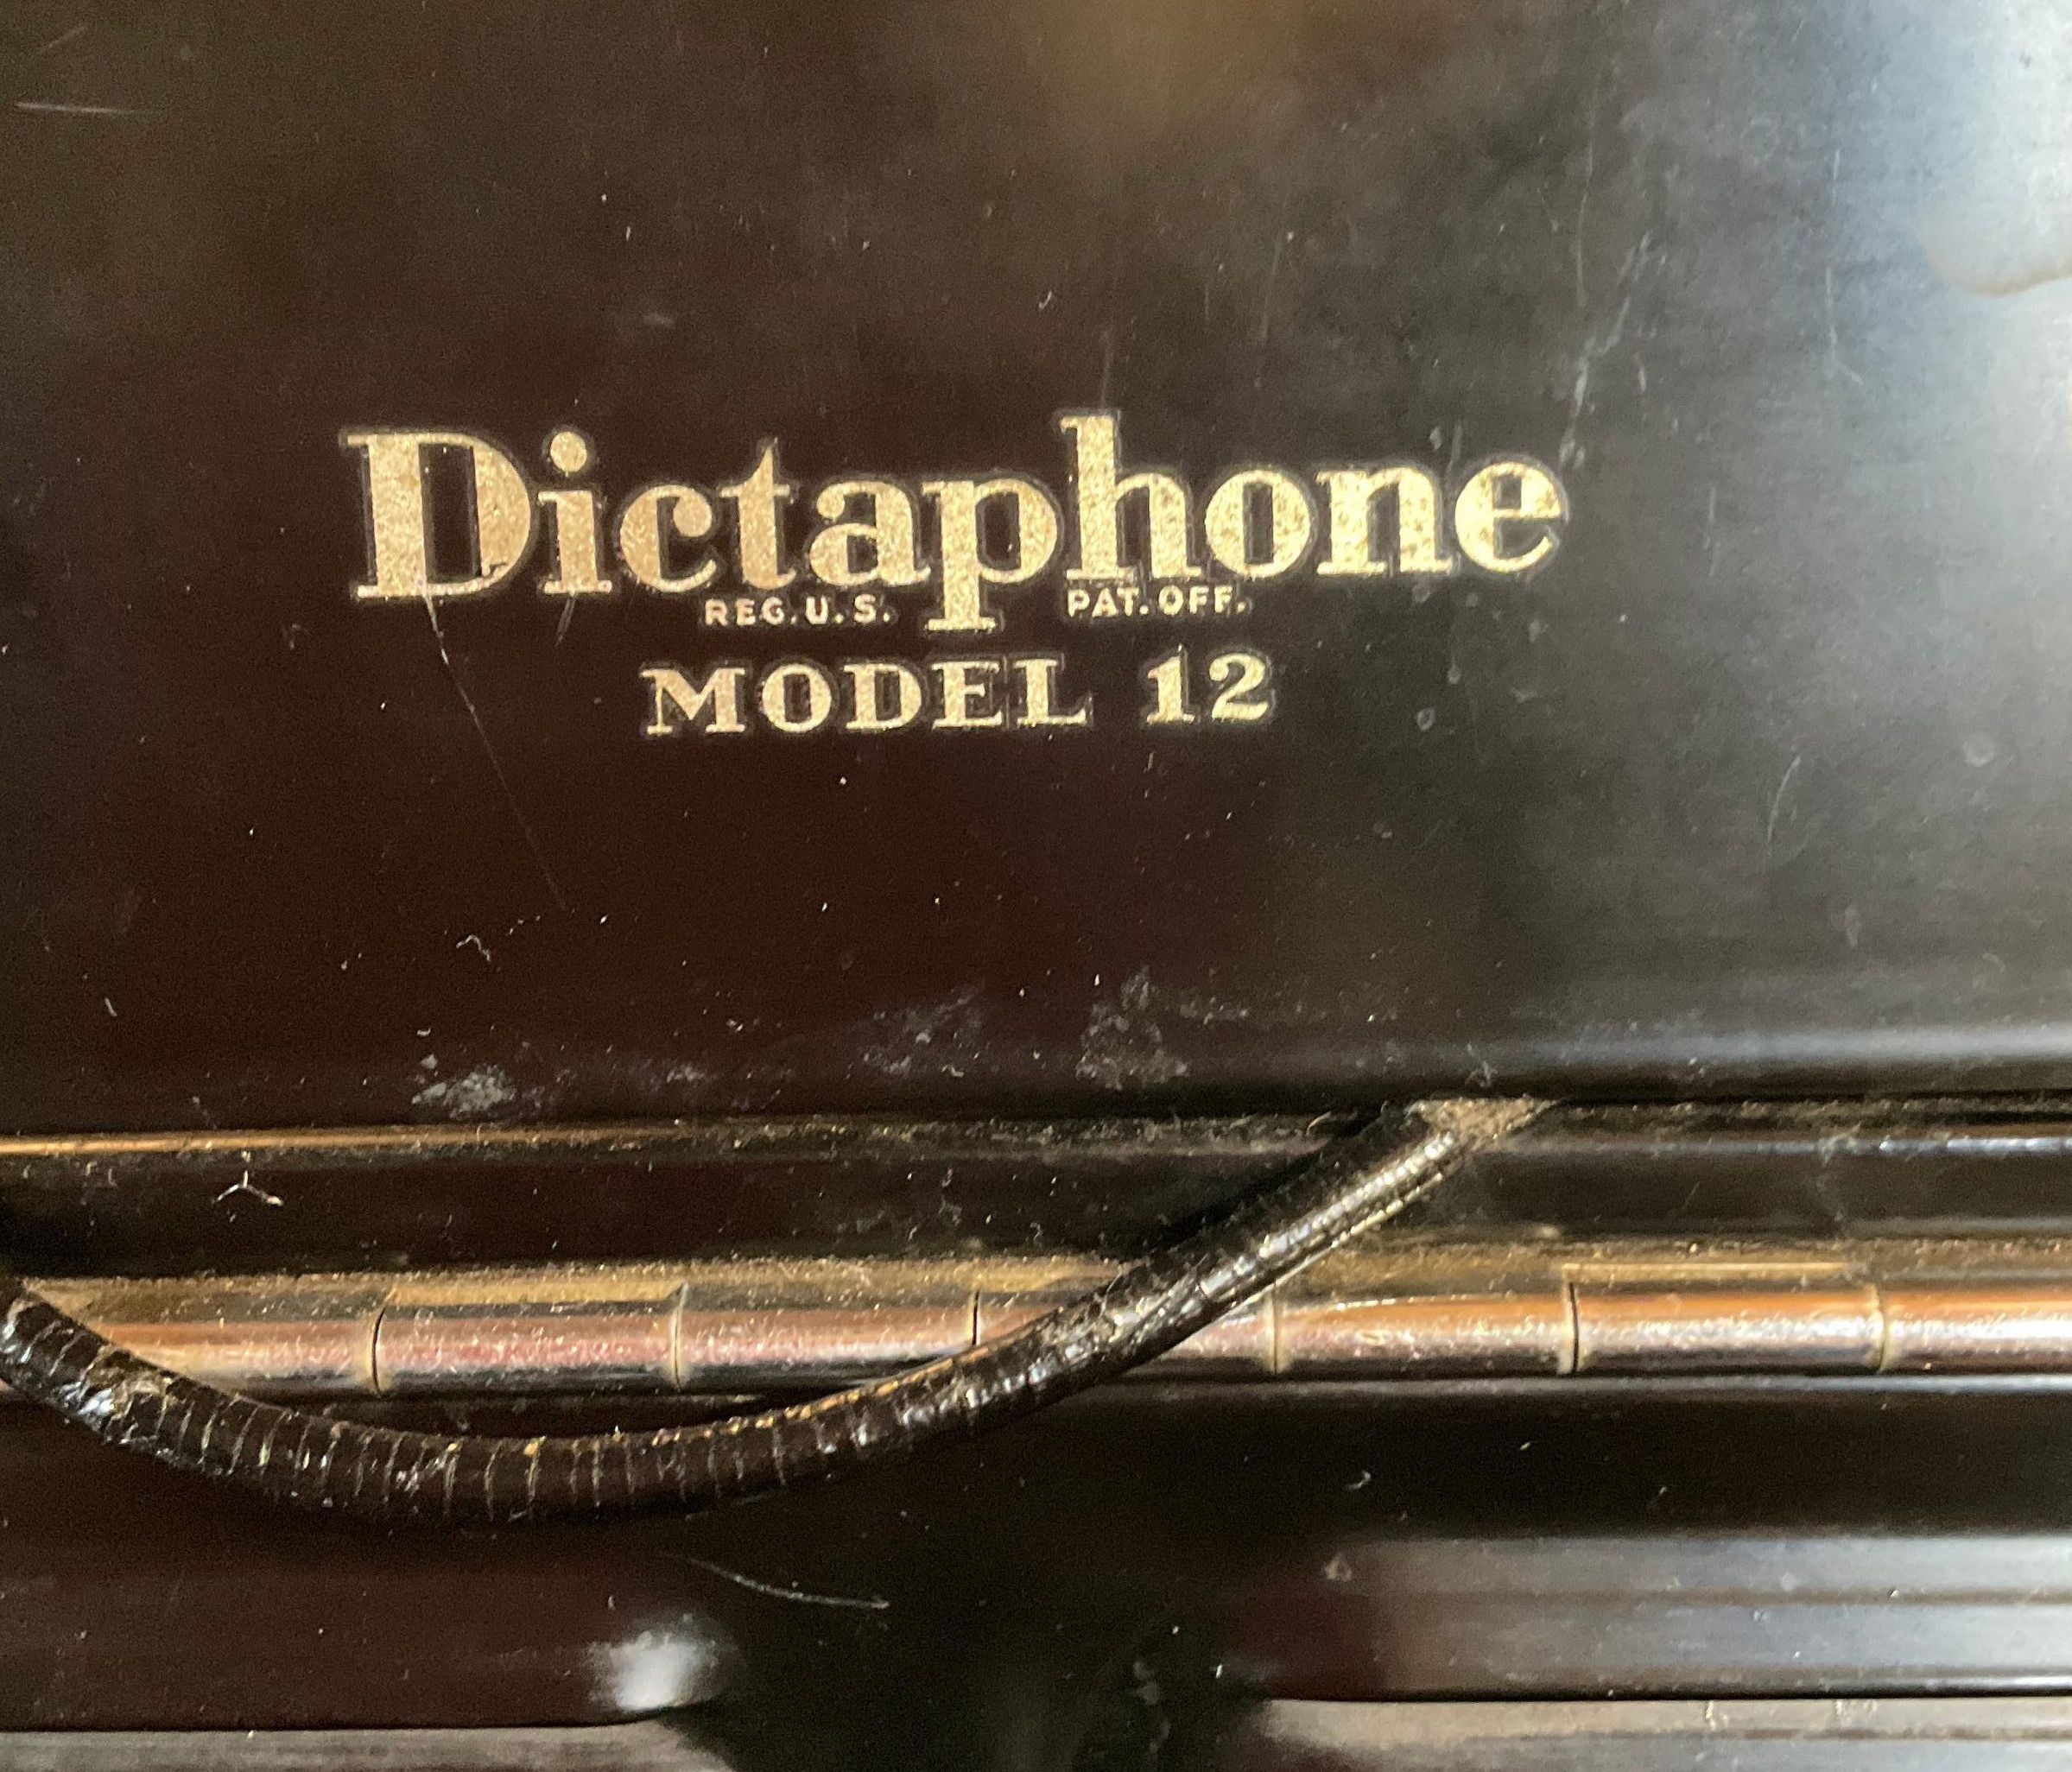 Dictaphone
REG. U.S. PAT. OFF.
MODEL 12